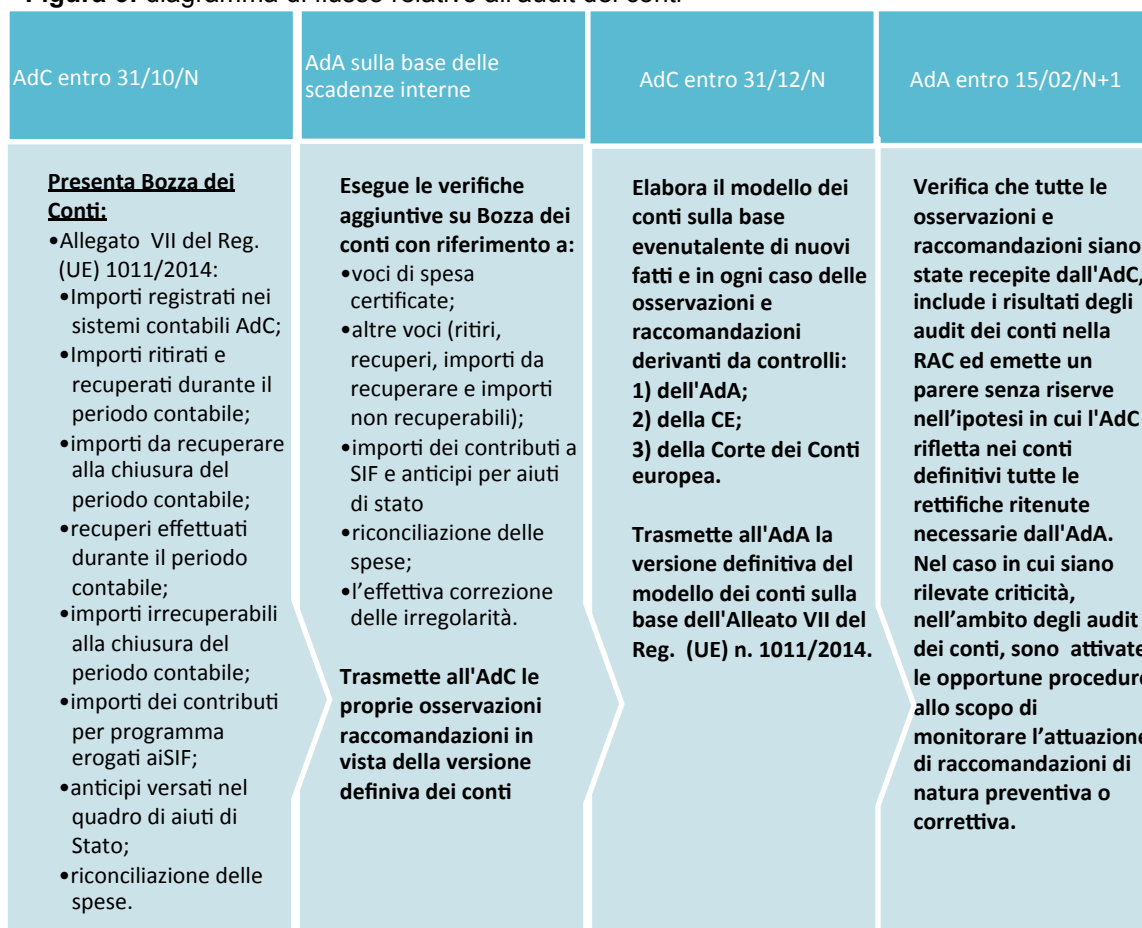 Figura 6: diagramma di flusso relativo all'audit dei conti
AdC entro 31/10/N
AdA sulla base delle
scadenze interne
AdC entro 31/12/N
AdA entro 15/02/N+1
Presenta Bozza dei
Conti:
•Allegato VII del Reg.
(UE) 1011/2014:
•Importi registrati nei
sistemi contabili AdC;
•Importi ritirati e
recuperati durante il
periodo contabile;
•importi da recuperare
alla chiusura del
periodo contabile;
•recuperi effettuati
durante il periodo
contabile;
•importi irrecuperabili
alla chiusura del
periodo contabile;
•importi dei contributi
per programma
erogati aiSIF;
•anticipi versati nel
quadro di aiuti di
Stato;
•riconciliazione delle
spese.
Esegue le verifiche
aggiuntive su Bozza dei
conti con riferimento a:
•voci di spesa
certificate;
•altre voci (ritiri,
recuperi, importi da
recuperare e importi
non recuperabili);
•importi dei contributi a
SIF e anticipi per aiuti
di stato
•riconciliazione delle
spese;
•l'effettiva correzione
delle irregolarità.
Trasmette all'AdC le
proprie osservazioni
raccomandazioni in
vista della versione
definiva dei conti
Elabora il modello dei
conti sulla base
evenutalente di nuovi
fatti e in ogni caso delle
osservazioni e
raccomandazioni
derivanti da controlli:
1) dell'AdA;
2) della CE;
3) della Corte dei Conti
europea.
Trasmette all'AdA la
versione definitiva del
modello dei conti sulla
base dell'Alleato VII del
Reg. (UE) n. 1011/2014.
Verifica che tutte le
osservazioni e
raccomandazioni siano
state recepite dall'AdC,
include i risultati degli
audit dei conti nella
RAC ed emette un
parere senza riserve
nell'ipotesi in cui l'AdC
rifletta nei conti
definitivi tutte le
rettifiche ritenute
necessarie dall'AdA.
Nel caso in cui siano
rilevate criticità,
nell'ambito degli audit
dei conti, sono attivate
le opportune procedure
allo scopo di
monitorare l'attuazione
di raccomandazioni di
natura preventiva o
correttiva.